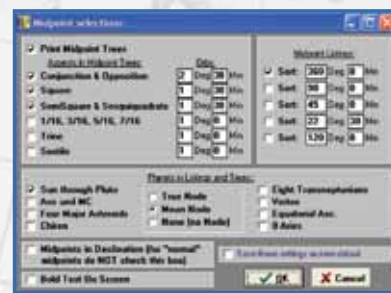 Midpoint selections
Print Midpoint Trees
Aspects in Midpoint Trees: Orbs:
Conjunction & Opposition 2 Deg 30 Min
Square 1 Deg 30 Min
SemiSquare & Sesquiquadrate 1 Deg 30 Min
1/16, 3/16, 5/16, 7/16 1 Deg 0 Min
Trine 1 Deg 0 Min
Sextile 1 Deg 0 Min
Midpoint Listings:
Sort: 360 Deg 0 Min
Sort: 90 Deg 0 Min
Sort: 45 Deg 0 Min
Sort: 22 Deg 30 Min
Sort: 120 Deg 0 Min
Planets in Listings and Trees:
Sun through Pluto
Asc and MC
Four Major Asteroids
Chiron
True Node
Mean Node
None (no Node)
Eight Transneptunians
Vertex
Equatorial Asc.
0 Aries
Midpoints in Declination (for "normal"
midpoints do NOT check this box)
Bold Text On Screen
Save these settings as new default
OK
Cancel